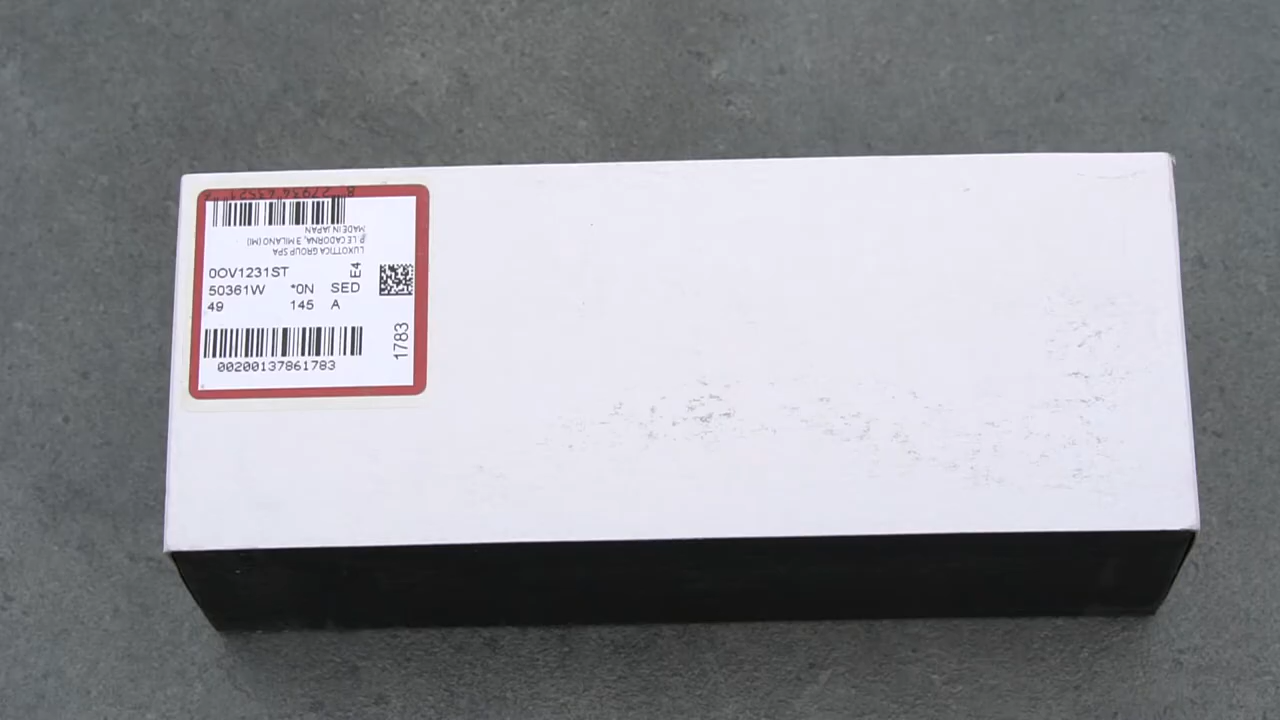 LUXOTTICA GROUP SPA
P. LE CADORNA, 3 MILANO (MI)
MADE IN JAPAN
0OV1231ST
E4
50361W *0N SED
49 145 A
1783
00200137861783